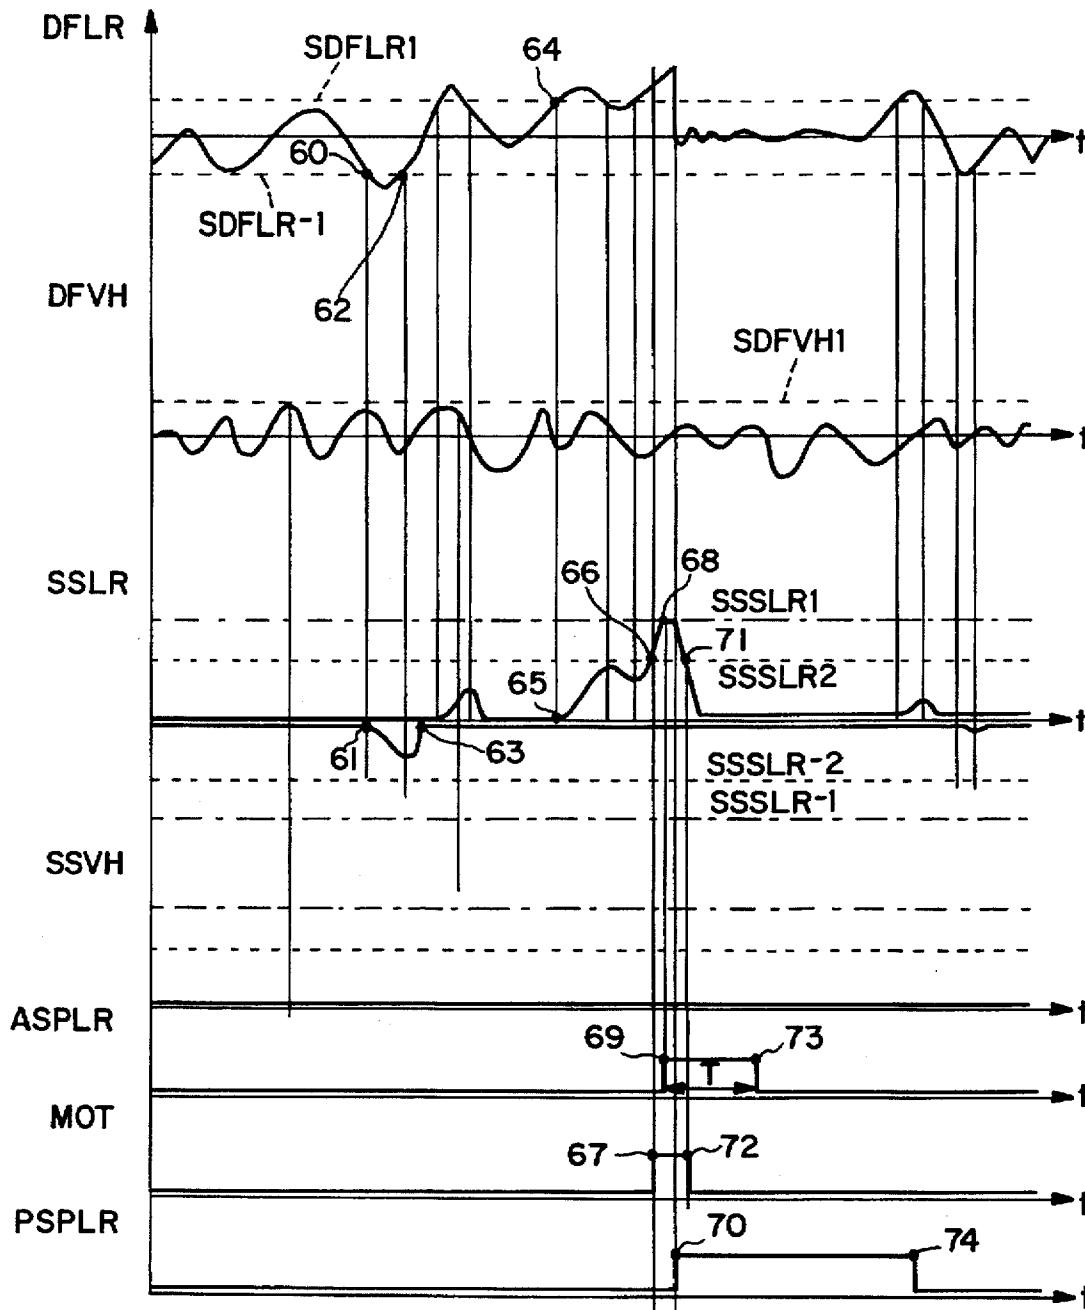 DFLR
SDFLR1
64
t
60
SDFLR-1
62
DFVH
SDFVH1
t
SSLR
66
68
SSSLR1
71
SSSLR2
65
t
61
63
SSSLR-2
SSSLR-1
SSVH
t
ASPLR
69
73
T
t
MOT
67
72
t
PSPLR
70
74
t